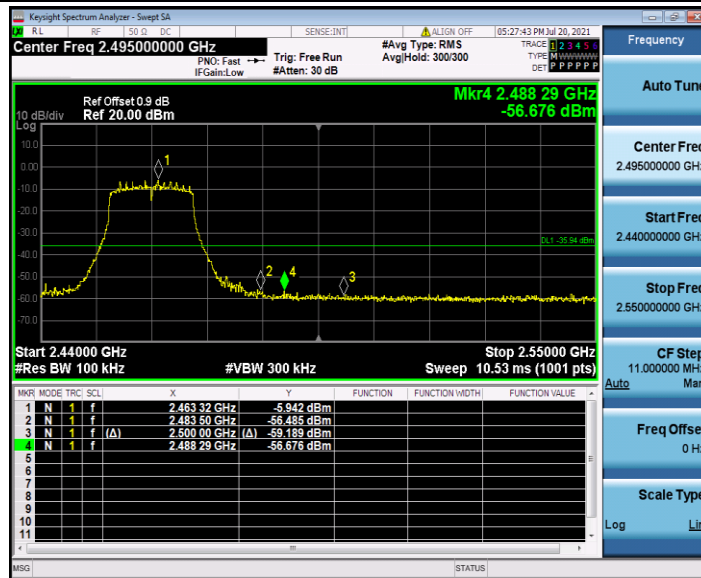 Keysight Spectrum Analyzer - Swept SA
RL RF 50 Ω DC SENSE:INT ALIGN OFF 05:27:43 PM Jul 20, 2021
Center Freq 2.495000000 GHz
PNO: Fast
IFGain:Low
Trig: Free Run
#Atten: 30 dB
#Avg Type: RMS
Avg|Hold: 300/300
TRACE 1 2 3 4 5 6
TYPE M WWWWW
DET P P P P P P
Frequency
Auto Tune
Center Freq
2.495000000 GHz
Start Freq
2.440000000 GHz
Stop Freq
2.550000000 GHz
CF Step
11.000000 MHz
Auto Man
Freq Offset
0 Hz
Scale Type
Log Lin
Mkr4 2.488 29 GHz
-56.676 dBm
Ref Offset 0.9 dB
10 dB/div Ref 20.00 dBm
Log
10.0
0.00
-10.0
-20.0
-30.0
-40.0
-50.0
-60.0
-70.0
1
2
4
3
DL1 -35.94 dBm
Start 2.44000 GHz Stop 2.55000 GHz
#Res BW 100 kHz #VBW 300 kHz Sweep 10.53 ms (1001 pts)
MKR MODE TRC SCL X Y FUNCTION FUNCTION WIDTH FUNCTION VALUE
1 N 1 f 2.463 32 GHz -5.942 dBm
2 N 1 f 2.483 50 GHz -56.485 dBm
3 N 1 f (Δ) 2.500 00 GHz (Δ) -59.189 dBm
4 N 1 f 2.488 29 GHz -56.676 dBm
5
6
7
8
9
10
11
MSG STATUS